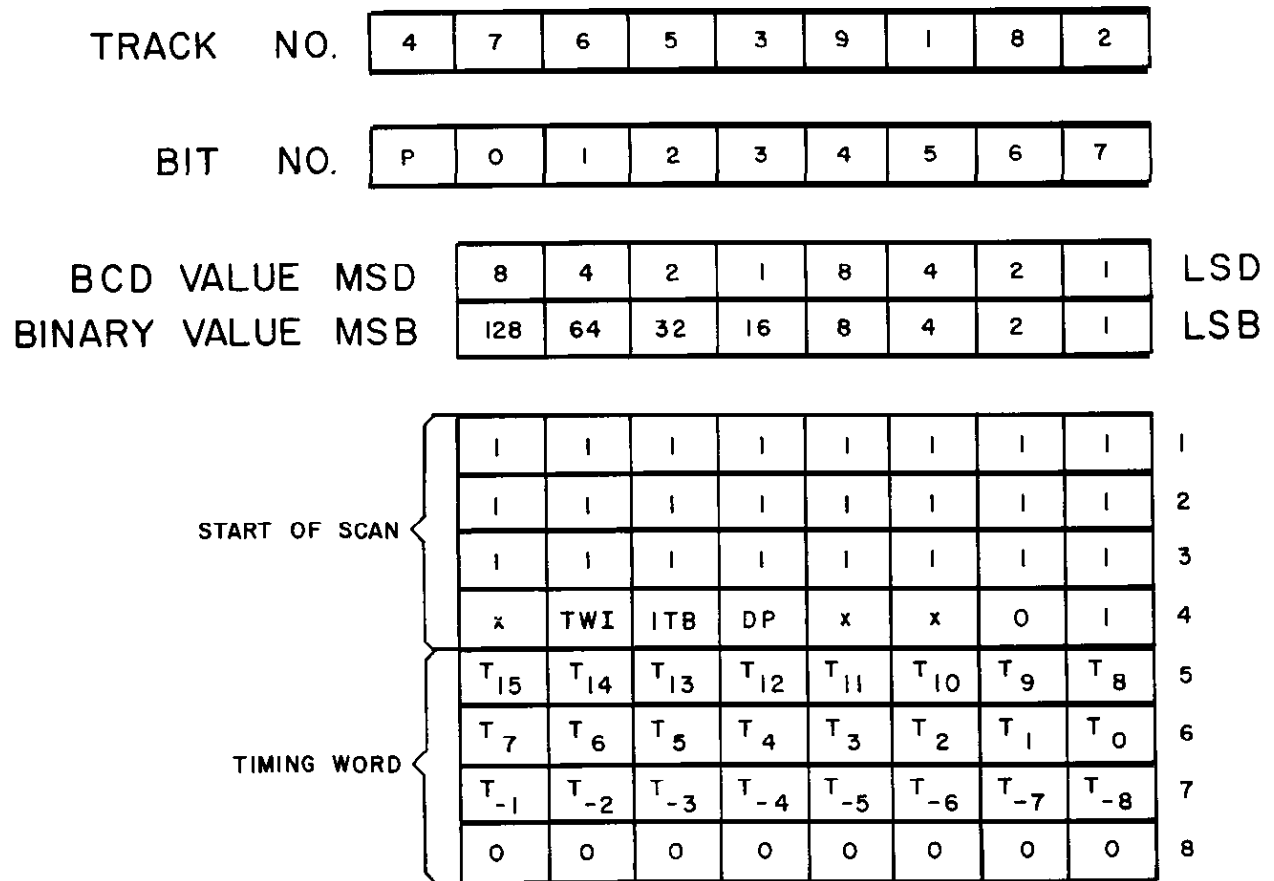 TRACK NO. 4 7 6 5 3 9 1 8 2
BIT NO. P 0 1 2 3 4 5 6 7
BCD VALUE MSD 8 4 2 1 8 4 2 1 LSD
BINARY VALUE MSB 128 64 32 16 8 4 2 1 LSB
1 1 1 1 1 1 1 1 1
1 1 1 1 1 1 1 1 2
START OF SCAN
1 1 1 1 1 1 1 1 3
x TWI ITB DP x x 0 1 4
T15 T14 T13 T12 T11 T10 T9 T8 5
T7 T6 T5 T4 T3 T2 T1 T0 6
TIMING WORD
T-1 T-2 T-3 T-4 T-5 T-6 T-7 T-8 7
0 0 0 0 0 0 0 0 8